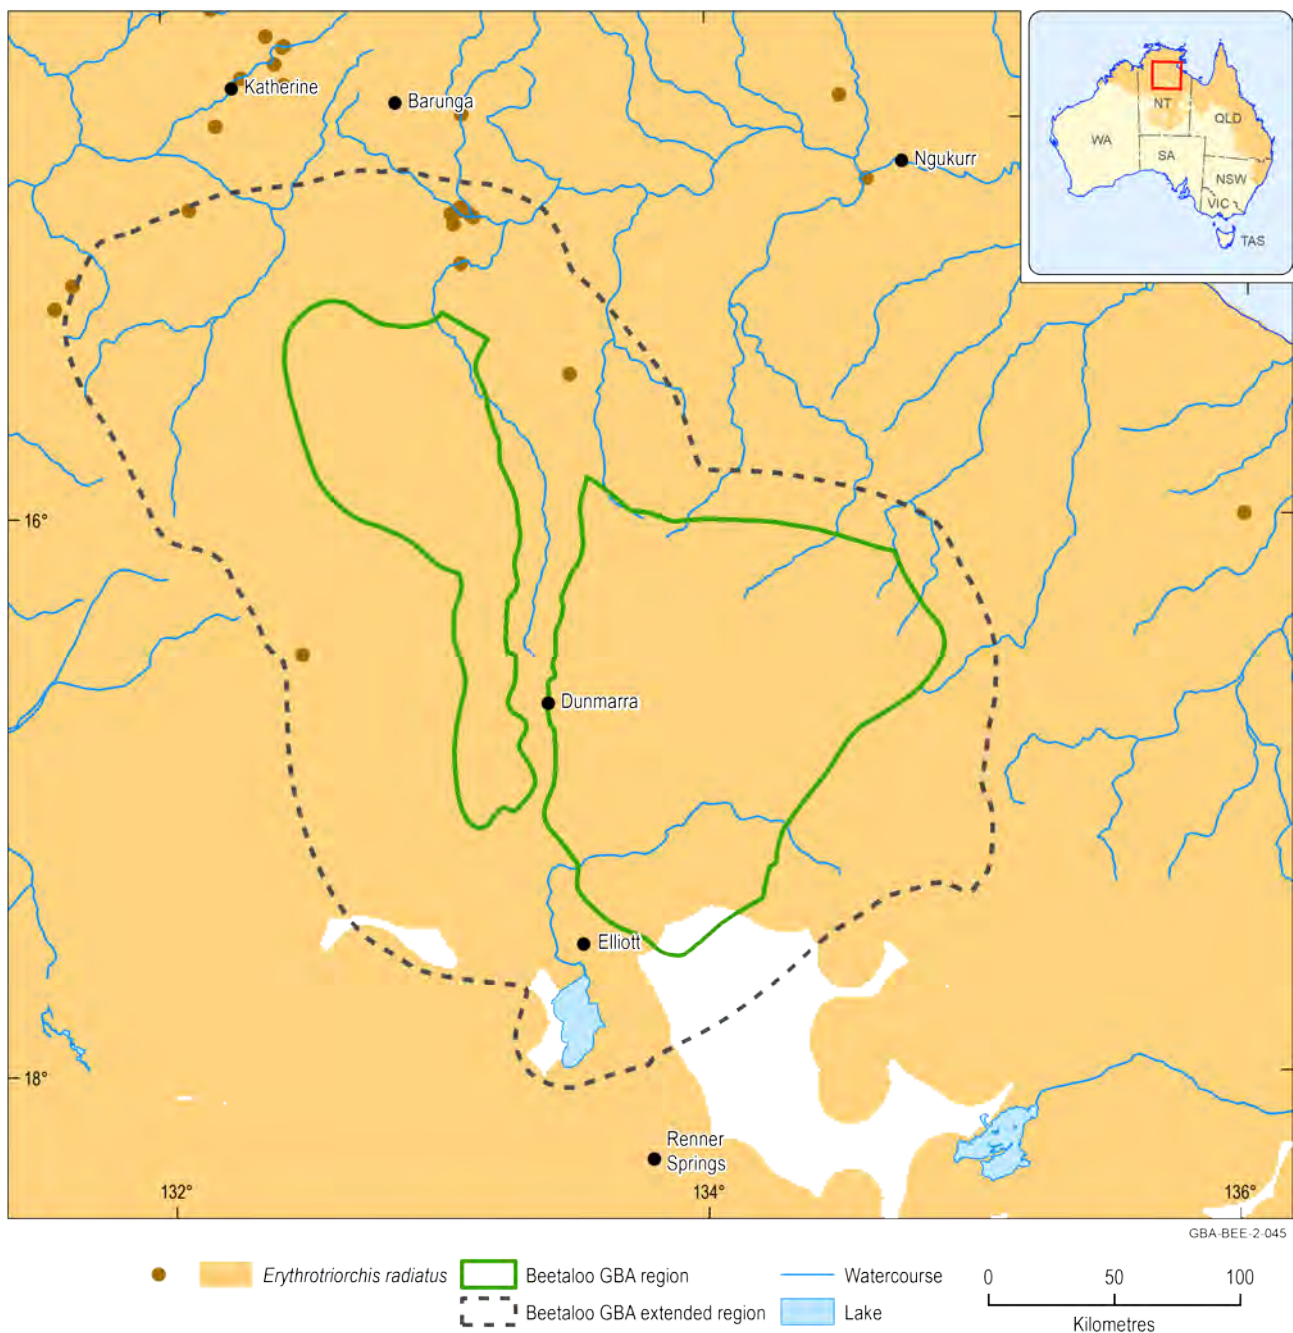 Katherine
Barunga
Ngukurr
NT
QLD
WA
SA
NSW
VIC
TAS
16°
Dunmarra
Elliott
18°
Renner
Springs
132°
134°
136°
GBA-BEE-2-045
Erythrotriorchis radiatus
Beetaloo GBA region
Watercourse
0 50 100
Beetaloo GBA extended region
Lake
Kilometres